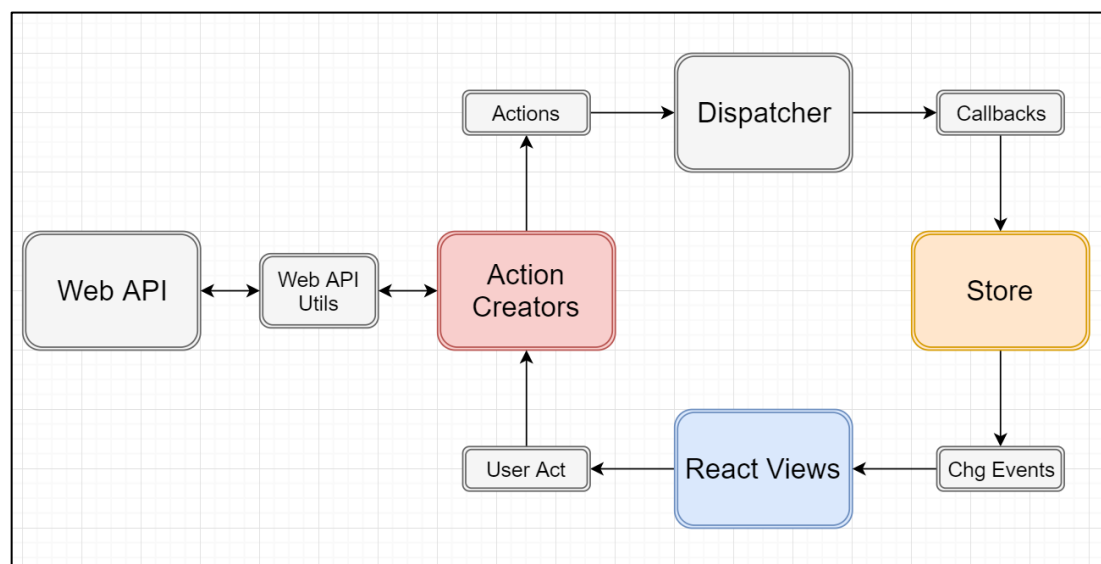 Actions
Dispatcher
Callbacks
Web API
Web API
Utils
Action
Creators
Store
User Act
React Views
Chg Events